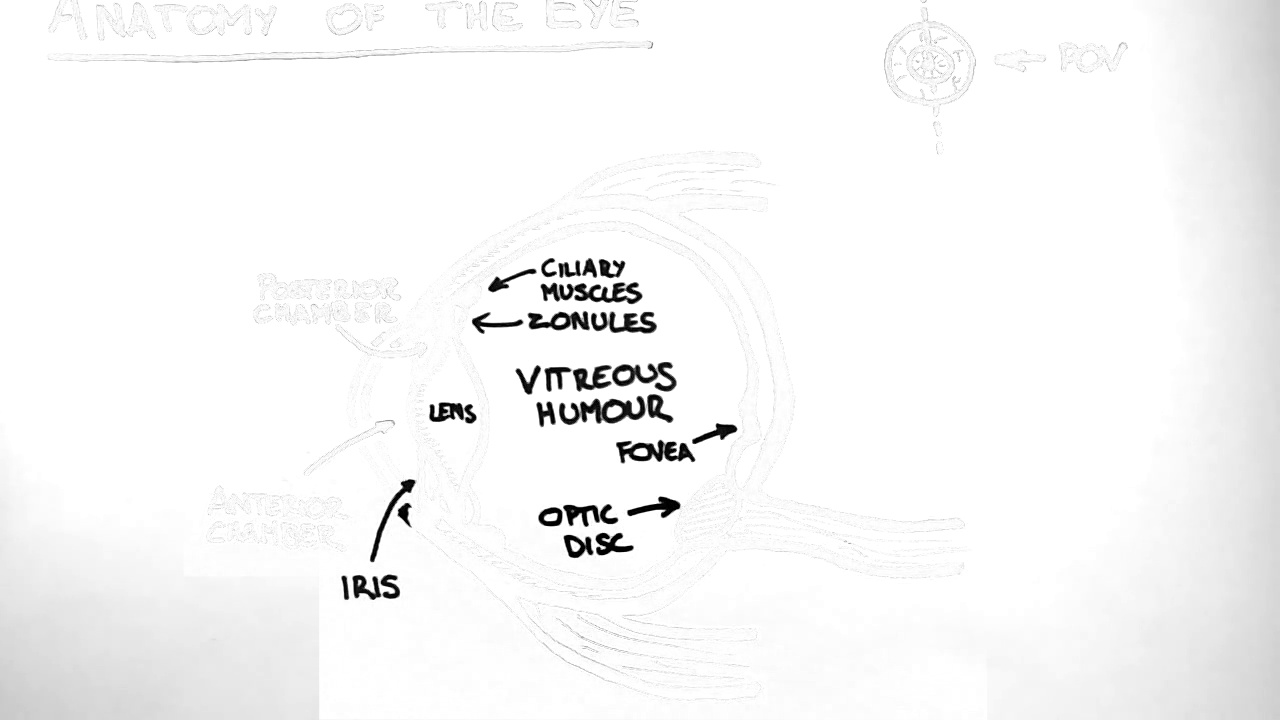 ANATOMY OF THE EYE
POV
CILIARY
MUSCLES
ZONULES
POSTERIOR
CHAMBER
VITREOUS
HUMOUR
LENS
FOVEA
ANTERIOR
CHAMBER
OPTIC
DISC
IRIS